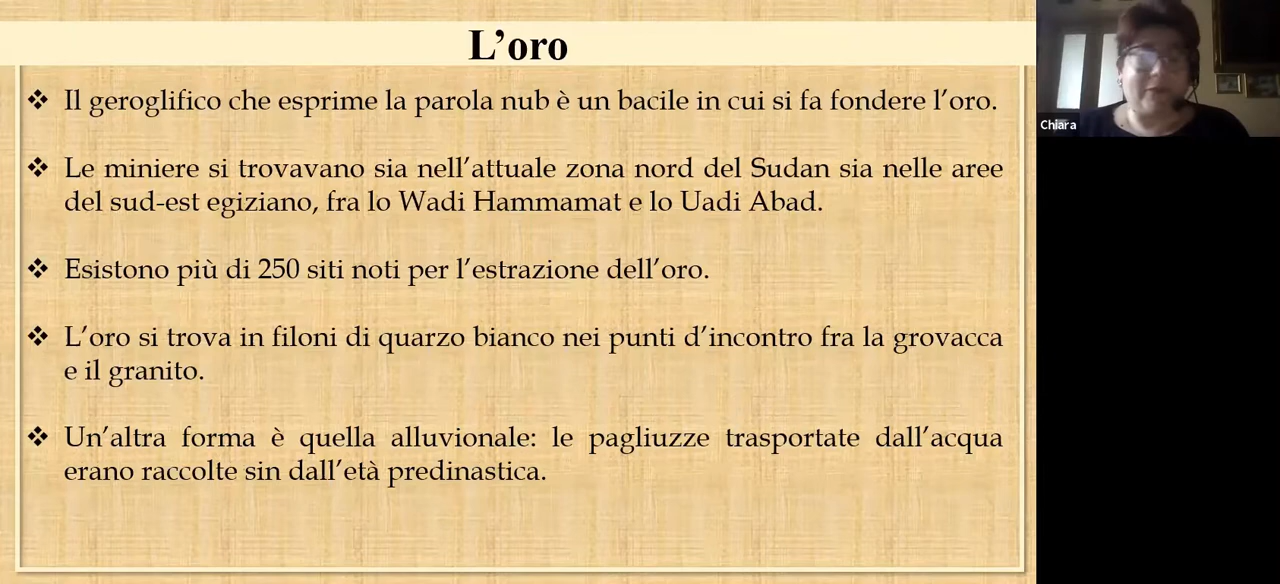 L’oro
❖ Il geroglifico che esprime la parola nub è un bacile in cui si fa fondere l’oro.
❖ Le miniere si trovavano sia nell’attuale zona nord del Sudan sia nelle aree
del sud-est egiziano, fra lo Wadi Hammamat e lo Uadi Abad.
❖ Esistono più di 250 siti noti per l’estrazione dell’oro.
❖ L’oro si trova in filoni di quarzo bianco nei punti d’incontro fra la grovacca
e il granito.
❖ Un’altra forma è quella alluvionale: le pagliuzze trasportate dall’acqua
erano raccolte sin dall’età predinastica.
Chiara